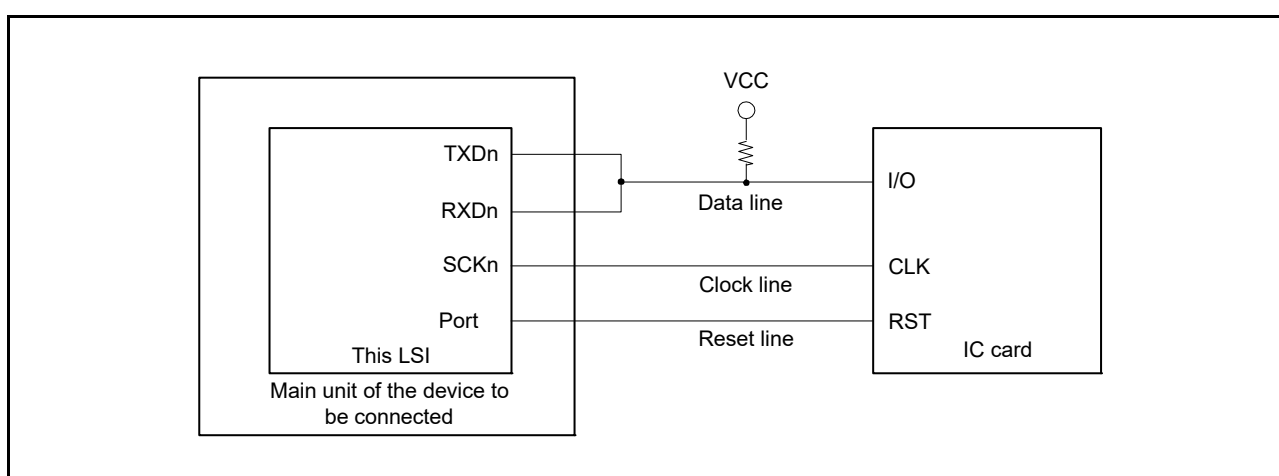 VCC
TXDn
I/O
Data line
RXDn
SCKn
CLK
Clock line
Port
RST
Reset line
This LSI
IC card
Main unit of the device to
be connected